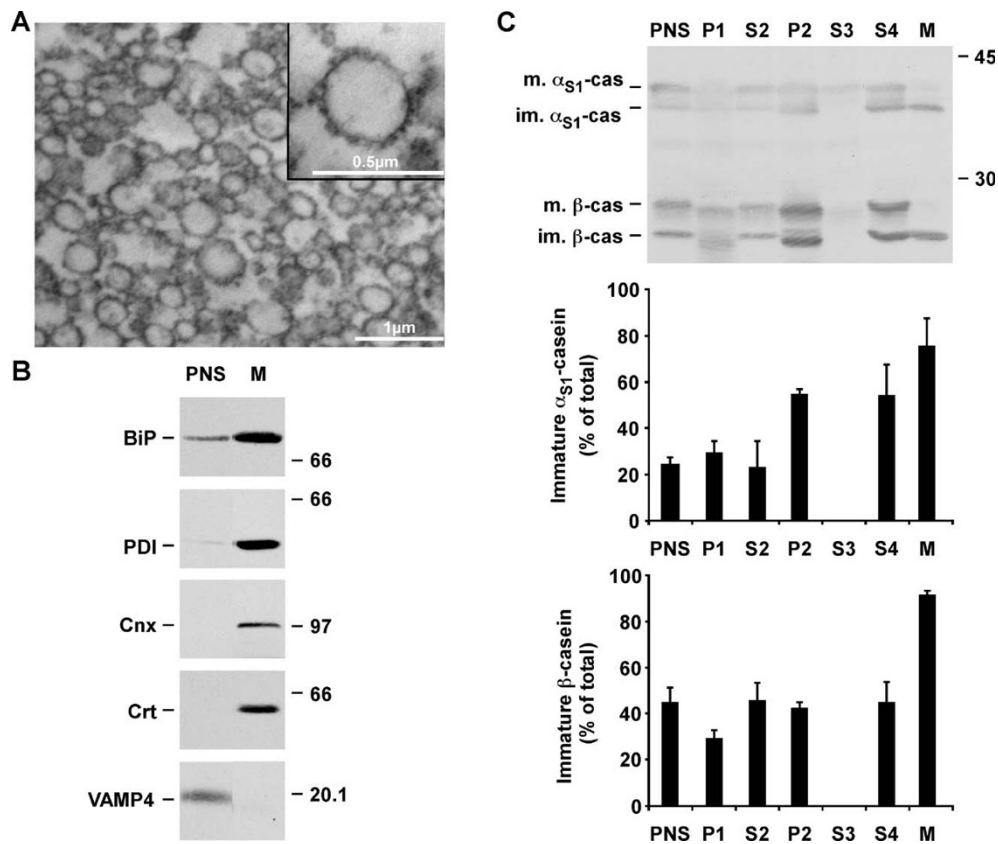 A
0.5µm
1µm
B
PNS M
BiP
66
66
PDI
Cnx
97
66
Crt
VAMP4
20.1
C
PNS P1 S2 P2 S3 S4 M
45
m. αS1-cas
im. αS1-cas
30
m. β-cas
im. β-cas
Immature αS1-casein
(% of total)
100
80
60
40
20
0
PNS P1 S2 P2 S3 S4 M
Immature β-casein
(% of total)
100
80
60
40
20
0
PNS P1 S2 P2 S3 S4 M